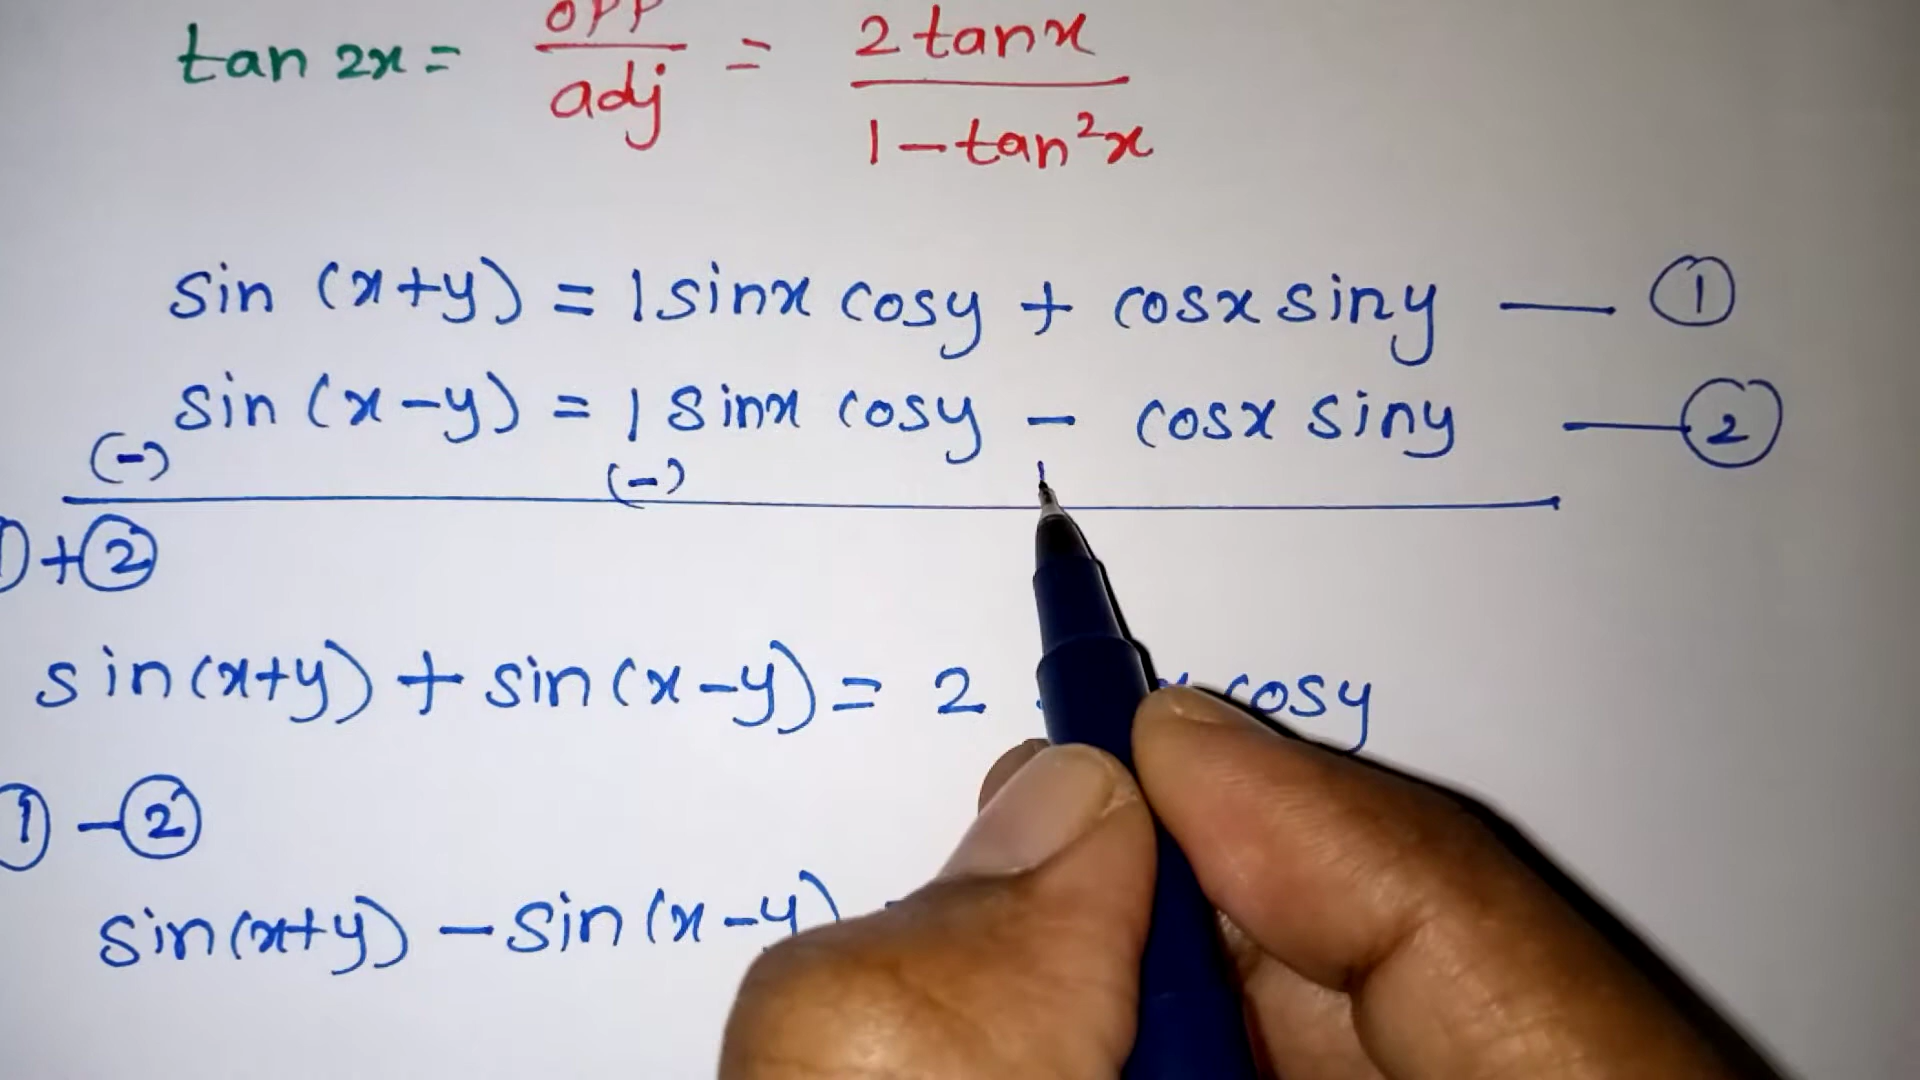 tan 2x = opp/adj = 2 tanx / 1 - tan²x
sin (x+y) = 1 sinx cosy + cosx siny — ①
sin (x-y) = 1 sinx cosy - cosx siny — ②
(-) (-)
①+②
sin(x+y) + sin(x-y) = 2 cosy
① - ②
sin(x+y) - sin(x-y)